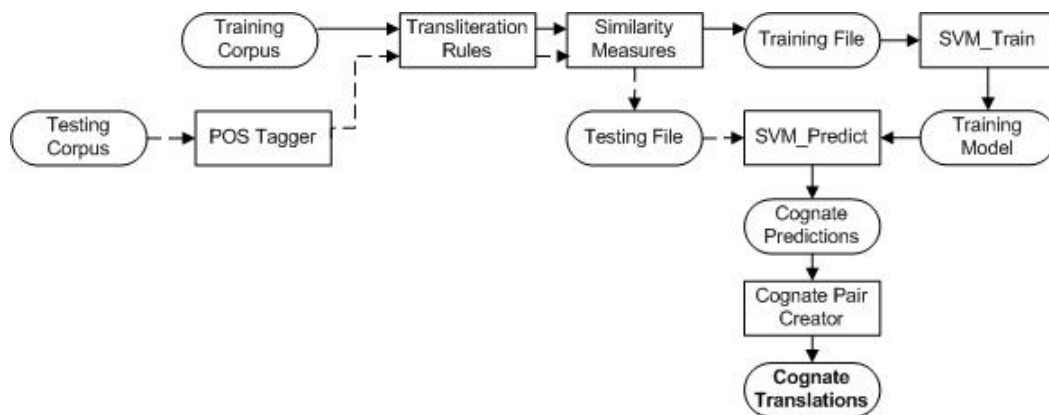 Training
Corpus
Transliteration
Rules
Similarity
Measures
Training File
SVM_Train
Testing
Corpus
POS Tagger
Testing File
SVM_Predict
Training
Model
Cognate
Predictions
Cognate Pair
Creator
Cognate
Translations